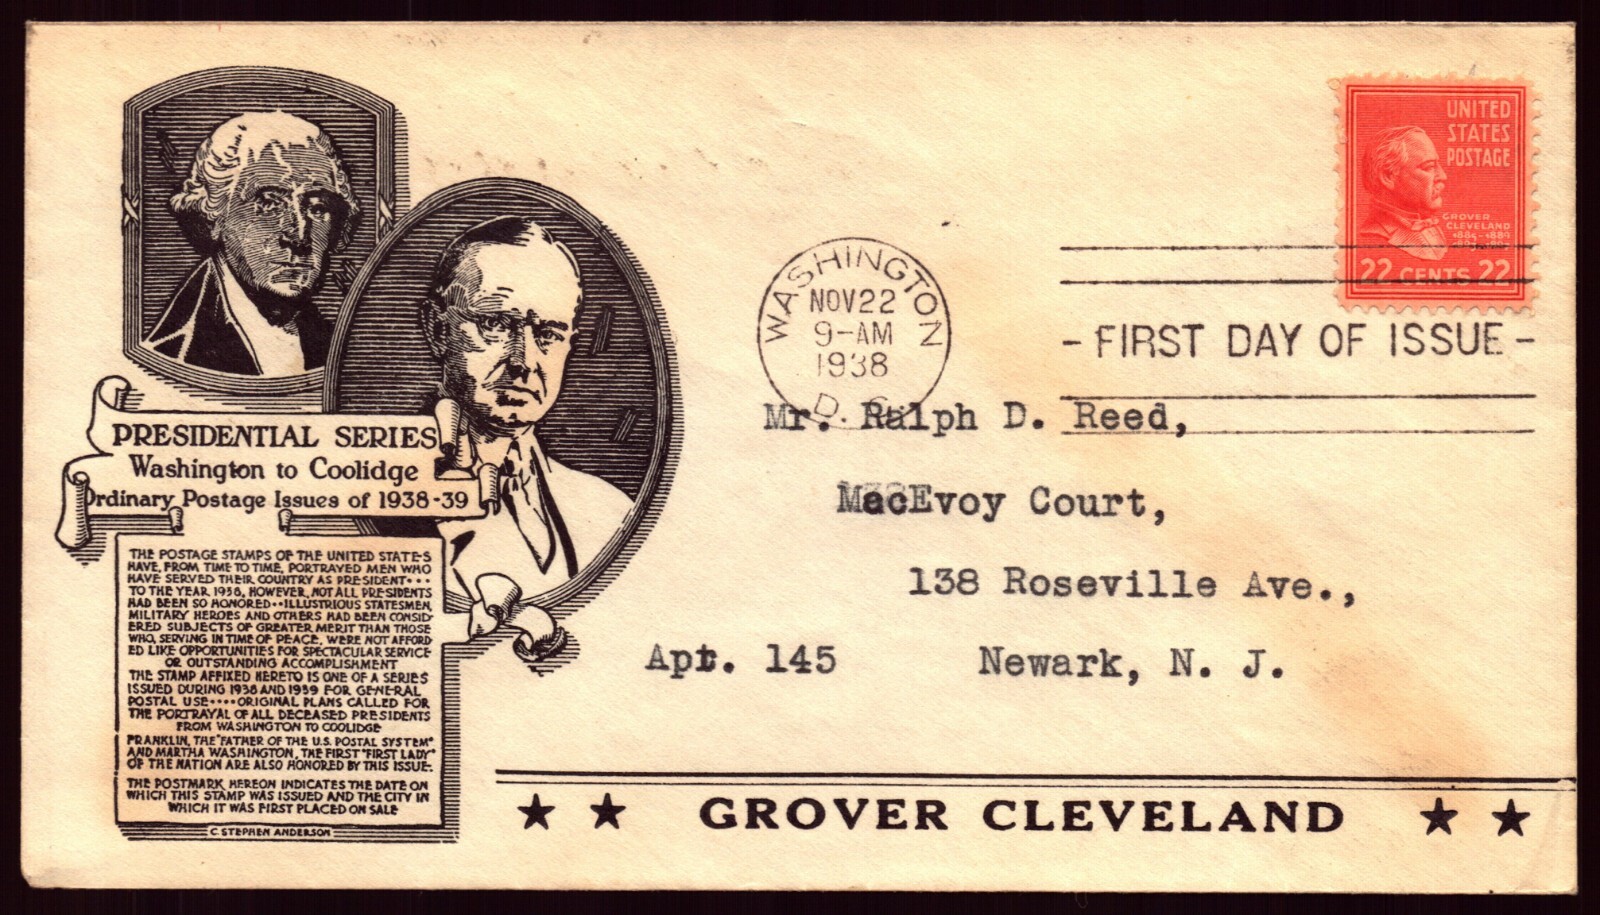 UNITED
STATES
POSTAGE
GROVER
CLEVELAND
22 CENTS 22
WASHINGTON
NOV 22
9-AM
1938
D. C.
- FIRST DAY OF ISSUE -
Mr. Ralph D. Reed,
MacEvoy Court,
138 Roseville Ave.,
Apt. 145 Newark, N. J.
PRESIDENTIAL SERIES
Washington to Coolidge
Ordinary Postage Issues of 1938-39
THE POSTAGE STAMPS OF THE UNITED STATES
HAVE, FROM TIME TO TIME, PORTRAYED MEN WHO
HAVE SERVED THEIR COUNTRY AS PRESIDENT•••
TO THE YEAR 1938, HOWEVER, NOT ALL PRESIDENTS
HAD BEEN SO HONORED••ILLUSTRIOUS STATESMEN,
MILITARY HEROES AND OTHERS HAD BEEN CONSID-
ERED SUBJECTS OF GREATER MERIT THAN THOSE
WHO, SERVING IN TIME OF PEACE, WERE NOT AFFORD
ED LIKE OPPORTUNITIES FOR SPECTACULAR SERVICE
OR OUTSTANDING ACCOMPLISHMENT
THE STAMP AFFIXED HERETO IS ONE OF A SERIES
ISSUED DURING 1938 AND 1939 FOR GENERAL
POSTAL USE••••ORIGINAL PLANS CALLED FOR
THE PORTRAYAL OF ALL DECEASED PRESIDENTS
FROM WASHINGTON TO COOLIDGE
FRANKLIN, THE "FATHER OF THE U.S. POSTAL SYSTEM"
AND MARTHA WASHINGTON, THE FIRST "FIRST LADY"
OF THE NATION ARE ALSO HONORED BY THIS ISSUE.
THE POSTMARK HEREON INDICATES THE DATE ON
WHICH THIS STAMP WAS ISSUED AND THE CITY IN
WHICH IT WAS FIRST PLACED ON SALE
C. STEPHEN ANDERSON
★ ★ GROVER CLEVELAND ★ ★